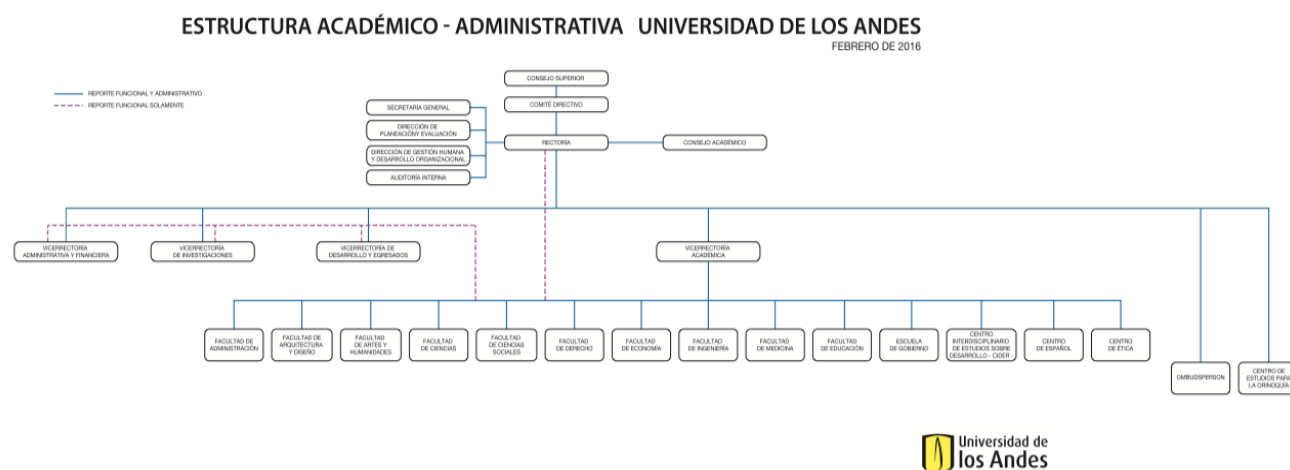 ESTRUCTURA ACADÉMICO - ADMINISTRATIVA UNIVERSIDAD DE LOS ANDES
FEBRERO DE 2016
REPORTE FUNCIONAL Y ADMINISTRATIVO
REPORTE FUNCIONAL SOLAMENTE
CONSEJO SUPERIOR
COMITÉ DIRECTIVO
SECRETARÍA GENERAL
DIRECCIÓN DE
PLANEACIÓNY EVALUACIÓN
RECTORÍA
CONSEJO ACADÉMICO
DIRECCIÓN DE GESTIÓN HUMANA
Y DESARROLLO ORGANIZACIONAL
AUDITORÍA INTERNA
VICERRECTORÍA
ADMINISTRATIVA Y FINANCIERA
VICERRECTORÍA
DE INVESTIGACIONES
VICERRECTORÍA DE
DESARROLLO Y EGRESADOS
VICERRECTORÍA
ACADÉMICA
FACULTAD DE
ADMINISTRACIÓN
FACULTAD DE
ARQUITECTURA
Y DISEÑO
FACULTAD
DE ARTES Y
HUMANIDADES
FACULTAD
DE CIENCIAS
FACULTAD
DE CIENCIAS
SOCIALES
FACULTAD
DE DERECHO
FACULTAD
DE ECONOMÍA
FACULTAD
DE INGENIERÍA
FACULTAD
DE MEDICINA
FACULTAD
DE EDUCACIÓN
ESCUELA
DE GOBIERNO
CENTRO
INTERDISCIPLINARIO
DE ESTUDIOS SOBRE
DESARROLLO - CIDER -
CENTRO
DE ESPAÑOL
CENTRO
DE ÉTICA
OMBUDSPERSON
CENTRO DE
ESTUDIOS PARA
LA ORINOQUÍA
Universidad de
los Andes